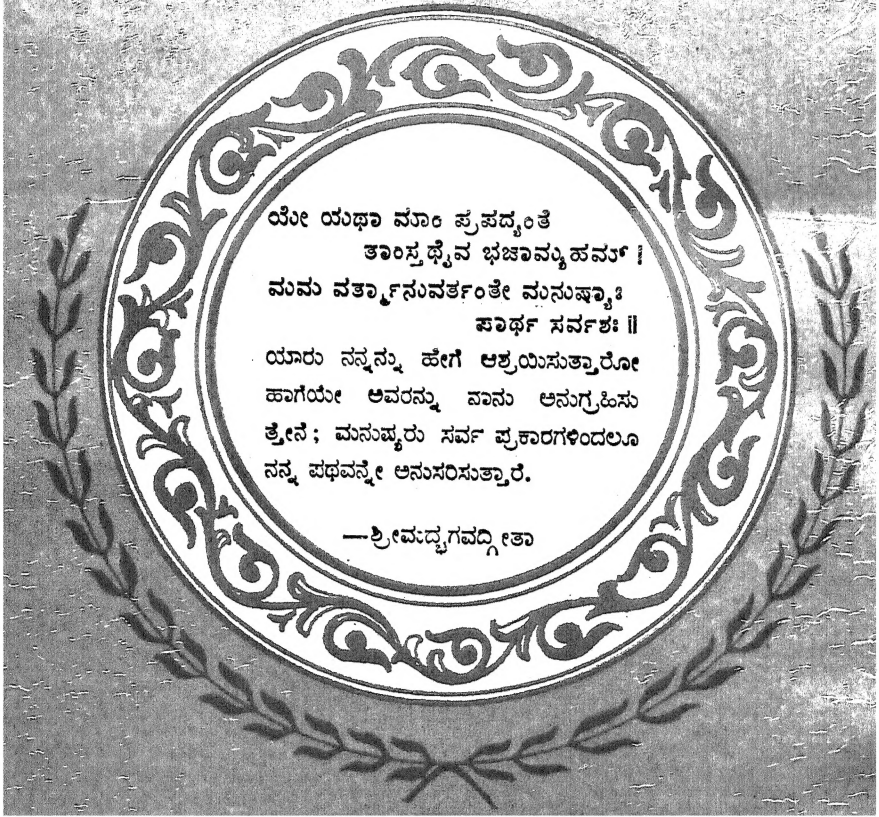 ಯೇ ಯಥಾ ಮಾಂ ಪ್ರಪದ್ಯಂತೆ
ತಾಂಸ್ತಥೈವ ಭಜಾಮ್ಯಹಮ್ |
ಮಮ ವರ್ತ್ಮಾನುವರ್ತಂತೇ ಮನುಷ್ಯಾಃ
ಪಾರ್ಥ ಸರ್ವಶಃ ||
ಯಾರು ನನ್ನನ್ನು ಹೇಗೆ ಆಶ್ರಯಿಸುತ್ತಾರೋ
ಹಾಗೆಯೇ ಅವರನ್ನು ನಾನು ಅನುಗ್ರಹಿಸು
ತ್ತೇನೆ; ಮನುಷ್ಯರು ಸರ್ವ ಪ್ರಕಾರಗಳಿಂದಲೂ
ನನ್ನ ಪಥವನ್ನೇ ಅನುಸರಿಸುತ್ತಾರೆ.
—ಶ್ರೀಮದ್ಭಗವದ್ಗೀತಾ